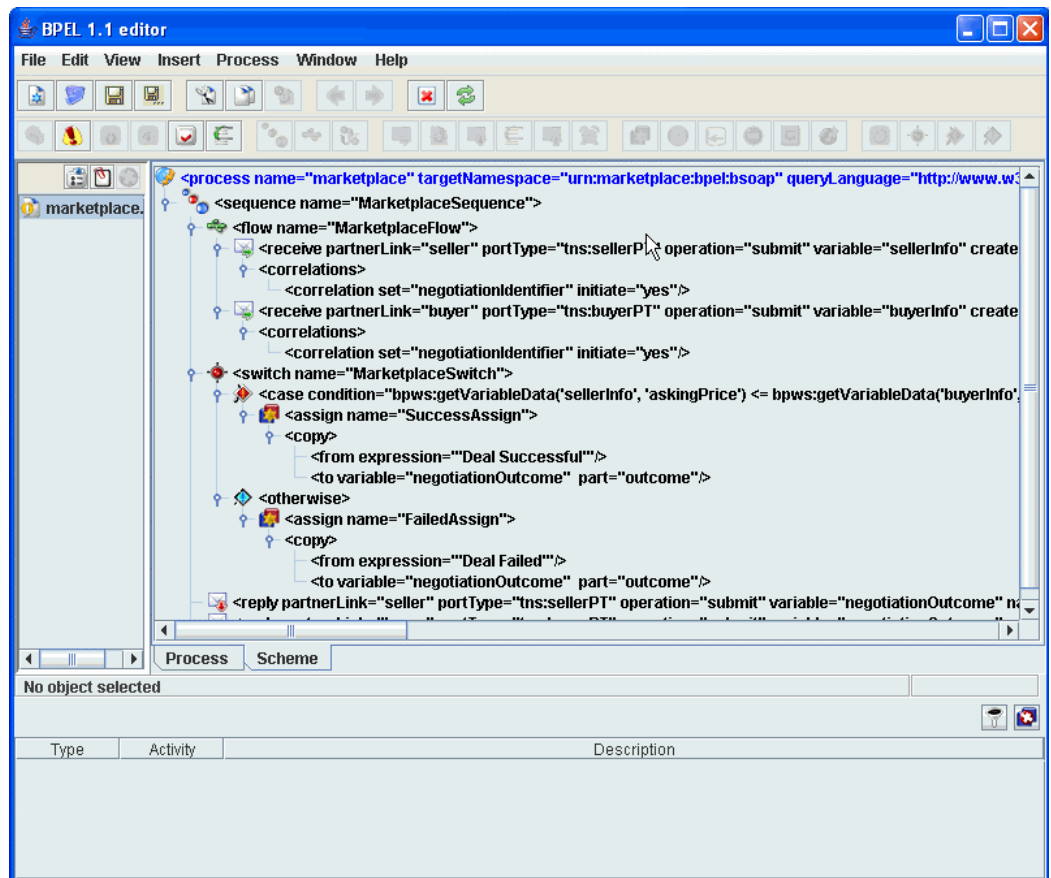 BPEL 1.1 editor
File Edit View Insert Process Window Help
marketplace.
<process name="marketplace" targetNamespace="urn:marketplace:bpel:bsoap" queryLanguage="http://www.w3
<sequence name="MarketplaceSequence">
<flow name="MarketplaceFlow">
<receive partnerLink="seller" portType="tns:sellerPT" operation="submit" variable="sellerInfo" create
<correlations>
<correlation set="negotiationIdentifier" initiate="yes"/>
<receive partnerLink="buyer" portType="tns:buyerPT" operation="submit" variable="buyerInfo" create
<correlations>
<correlation set="negotiationIdentifier" initiate="yes"/>
<switch name="MarketplaceSwitch">
<case condition="bpws:getVariableData('sellerInfo', 'askingPrice') <= bpws:getVariableData('buyerInfo',
<assign name="SuccessAssign">
<copy>
<from expression="'Deal Successful'"/>
<to variable="negotiationOutcome" part="outcome"/>
<otherwise>
<assign name="FailedAssign">
<copy>
<from expression="'Deal Failed'"/>
<to variable="negotiationOutcome" part="outcome"/>
<reply partnerLink="seller" portType="tns:sellerPT" operation="submit" variable="negotiationOutcome" na
Process Scheme
No object selected
Type Activity Description